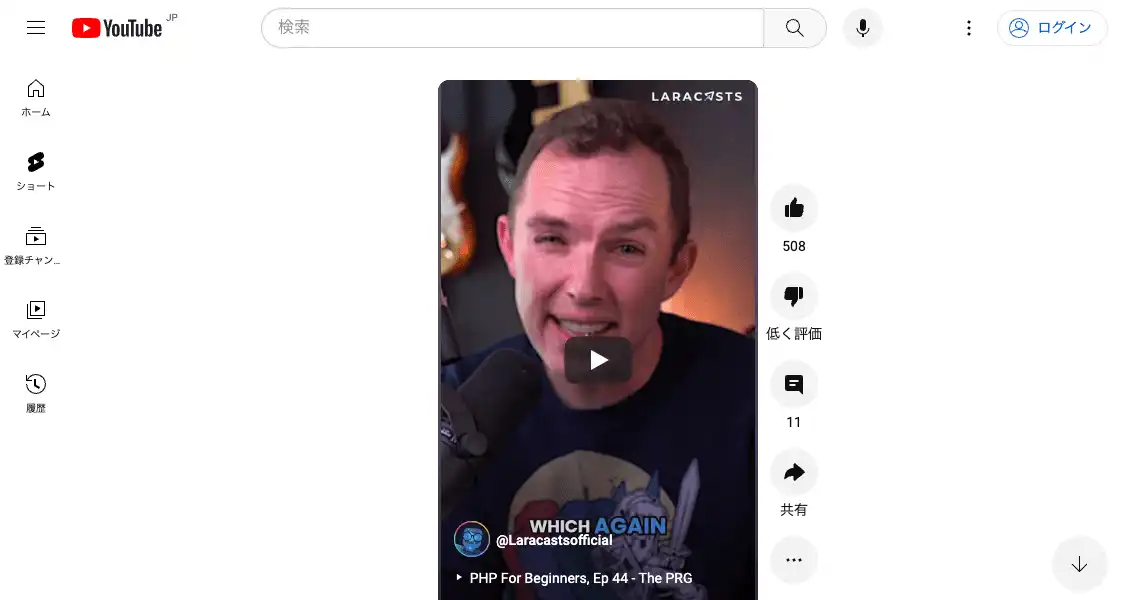 YouTube JP
検索
ログイン
ホーム
ショート
登録チャン...
マイページ
履歴
LARACASTS
WHICH AGAIN
@Laracastsofficial
PHP For Beginners, Ep 44 - The PRG
508
低く評価
11
共有